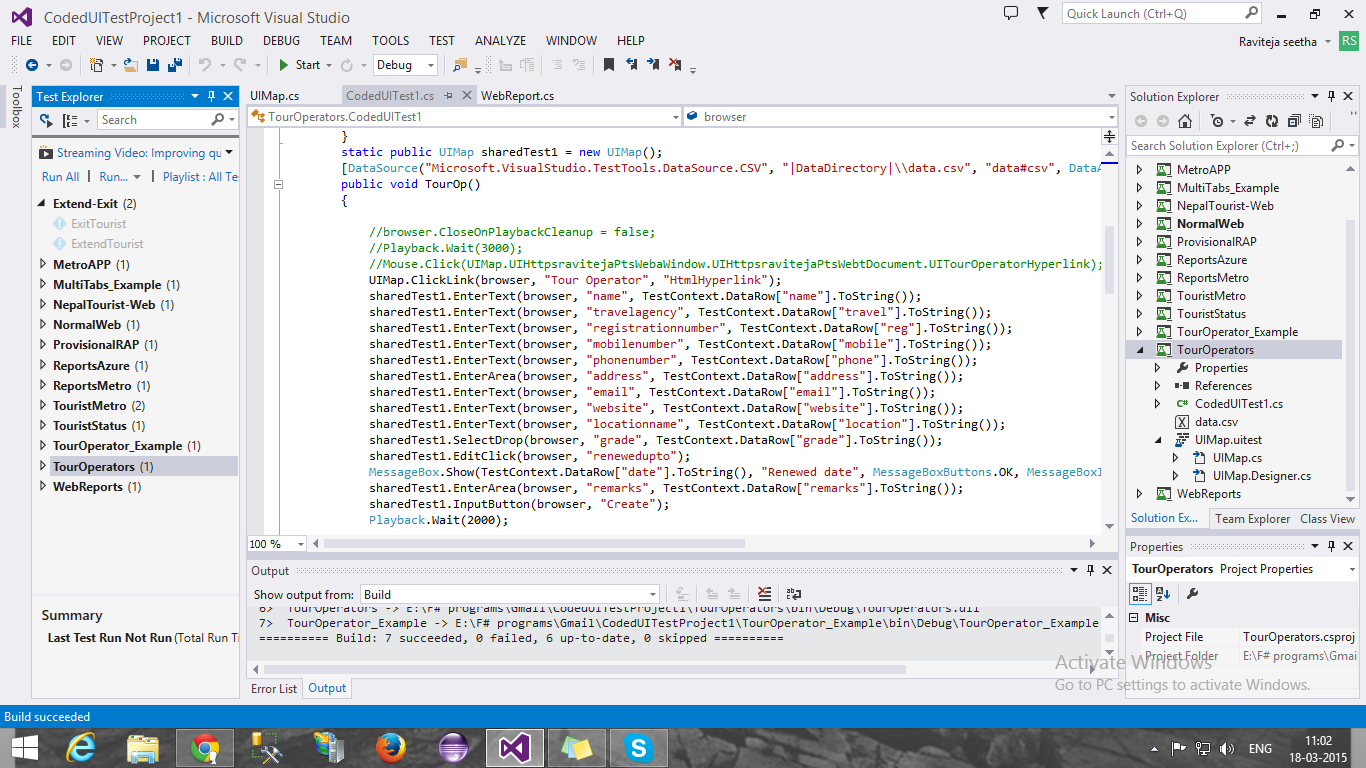 CodedUITestProject1 - Microsoft Visual Studio
Quick Launch (Ctrl+Q)
FILE EDIT VIEW PROJECT BUILD DEBUG TEAM TOOLS TEST ANALYZE WINDOW HELP
Raviteja seetha RS
Start Debug
Toolbox
Test Explorer
Search
Streaming Video: Improving qu
Run All Run... Playlist : All Te
Extend-Exit (2)
ExitTourist
ExtendTourist
MetroAPP (1)
MultiTabs_Example (1)
NepalTourist-Web (1)
NormalWeb (1)
ProvisionalRAP (1)
ReportsAzure (1)
ReportsMetro (1)
TouristMetro (2)
TouristStatus (1)
TourOperator_Example (1)
TourOperators (1)
WebReports (1)
Summary
Last Test Run Not Run (Total Run Ti
UIMap.cs CodedUITest1.cs WebReport.cs
TourOperators.CodedUITest1 browser
}
static public UIMap sharedTest1 = new UIMap();
[DataSource("Microsoft.VisualStudio.TestTools.DataSource.CSV", "|DataDirectory|\\data.csv", "data#csv", DataA
public void TourOp()
{
//browser.CloseOnPlaybackCleanup = false;
//Playback.Wait(3000);
//Mouse.Click(UIMap.UIHttpsravitejaPtsWebaWindow.UIHttpsravitejaPtsWebtDocument.UITourOperatorHyperlink);
UIMap.ClickLink(browser, "Tour Operator", "HtmlHyperlink");
sharedTest1.EnterText(browser, "name", TestContext.DataRow["name"].ToString());
sharedTest1.EnterText(browser, "travelagency", TestContext.DataRow["travel"].ToString());
sharedTest1.EnterText(browser, "registrationnumber", TestContext.DataRow["reg"].ToString());
sharedTest1.EnterText(browser, "mobilenumber", TestContext.DataRow["mobile"].ToString());
sharedTest1.EnterText(browser, "phonenumber", TestContext.DataRow["phone"].ToString());
sharedTest1.EnterArea(browser, "address", TestContext.DataRow["address"].ToString());
sharedTest1.EnterText(browser, "email", TestContext.DataRow["email"].ToString());
sharedTest1.EnterText(browser, "website", TestContext.DataRow["website"].ToString());
sharedTest1.EnterText(browser, "locationname", TestContext.DataRow["location"].ToString());
sharedTest1.SelectDrop(browser, "grade", TestContext.DataRow["grade"].ToString());
sharedTest1.EditClick(browser, "renewedupto");
MessageBox.Show(TestContext.DataRow["date"].ToString(), "Renewed date", MessageBoxButtons.OK, MessageBoxI
sharedTest1.EnterArea(browser, "remarks", TestContext.DataRow["remarks"].ToString());
sharedTest1.InputButton(browser, "Create");
Playback.Wait(2000);
100 %
Output
Show output from: Build
6> TourOperators -> E:\F# programs\Gmail\CodedUITestProject1\TourOperators\bin\Debug\TourOperators.dll
7> TourOperator_Example -> E:\F# programs\Gmail\CodedUITestProject1\TourOperator_Example\bin\Debug\TourOperator_Example
========== Build: 7 succeeded, 0 failed, 6 up-to-date, 0 skipped ==========
Error List Output
Solution Explorer
Search Solution Explorer (Ctrl+;)
MetroAPP
MultiTabs_Example
NepalTourist-Web
NormalWeb
ProvisionalRAP
ReportsAzure
ReportsMetro
TouristMetro
TouristStatus
TourOperator_Example
TourOperators
Properties
References
CodedUITest1.cs
data.csv
UIMap.uitest
UIMap.cs
UIMap.Designer.cs
WebReports
Solution Ex... Team Explorer Class View
Properties
TourOperators Project Properties
Misc
Project File TourOperators.csproj
Project Folder E:\F# programs\Gmai
Activate Windows
Go to PC settings to activate Windows.
Build succeeded
ENG
11:02
18-03-2015